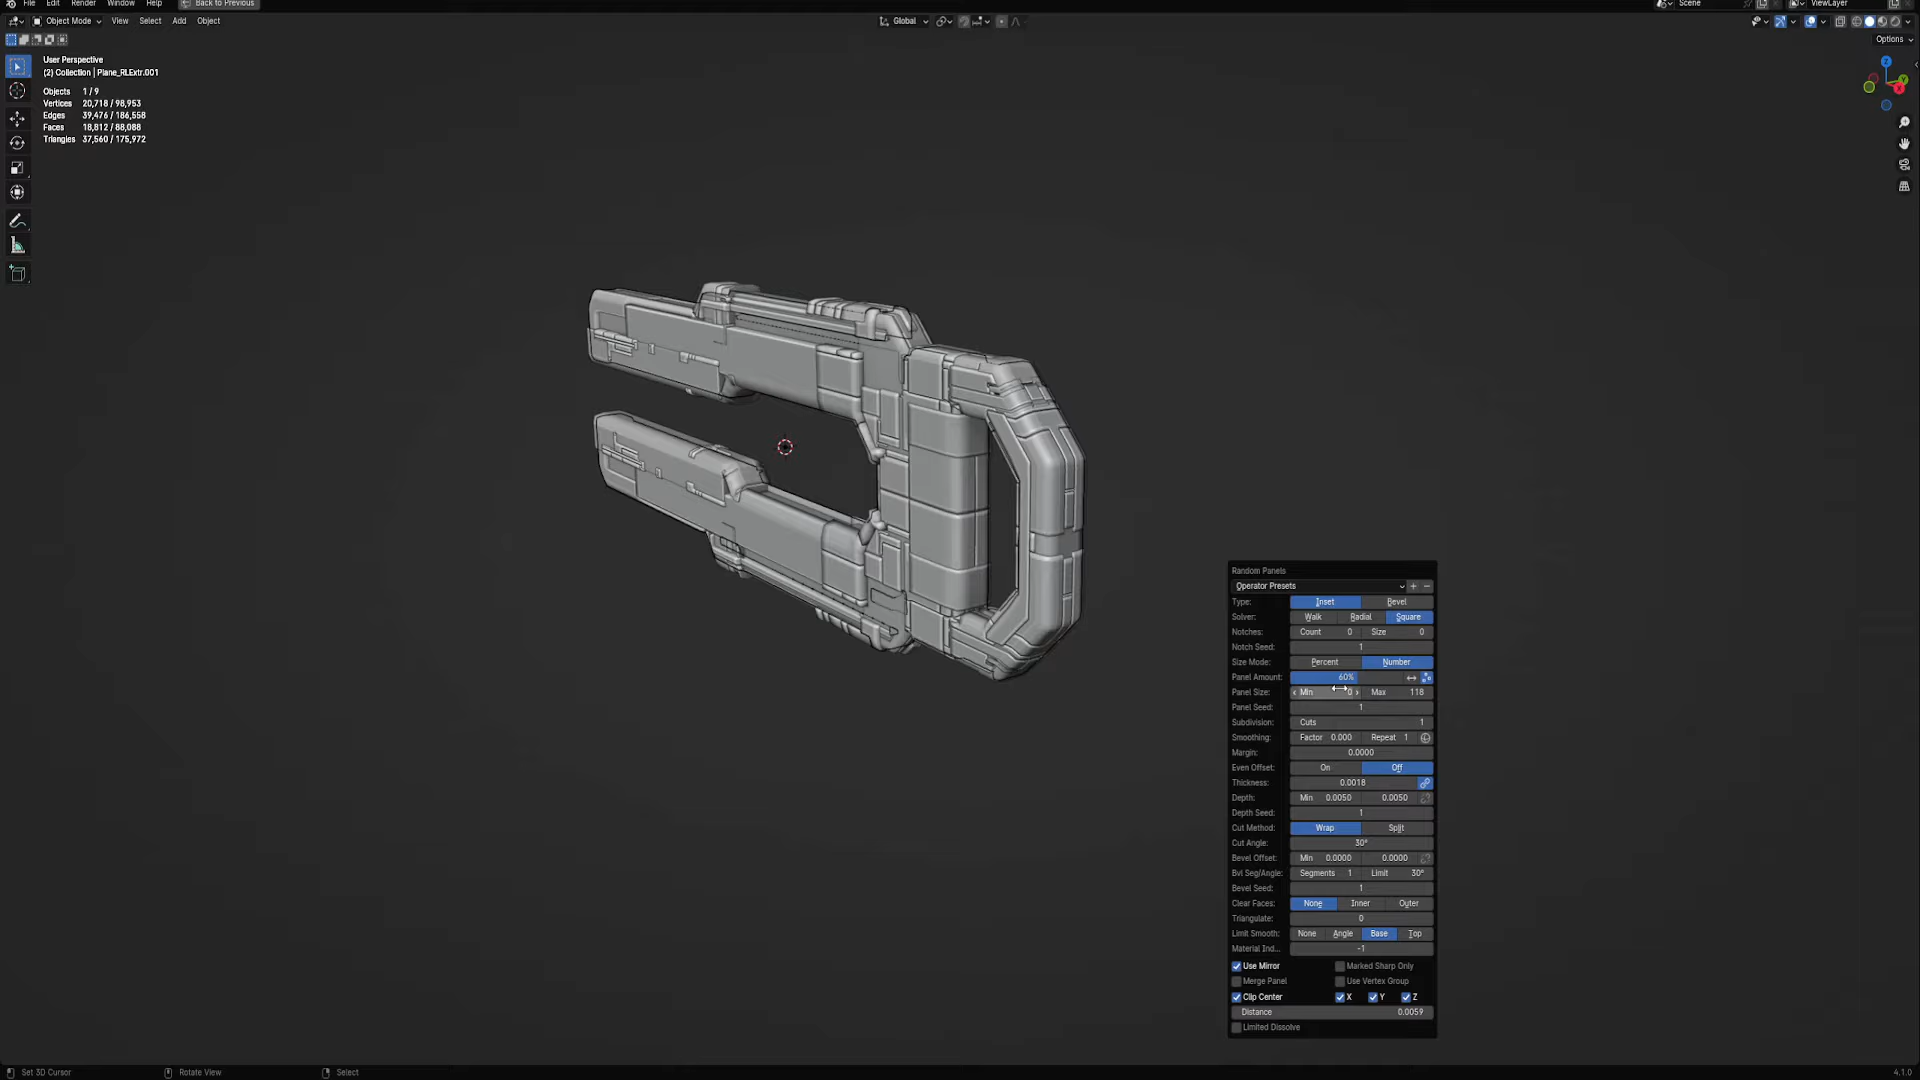 File Edit Render Window Help Back to Previous Scene ViewLayer
Object Mode View Select Add Object Global
Options
User Perspective
(2) Collection | Plane_RLExtr.001
Objects 1 / 9
Vertices 20,718 / 98,953
Edges 39,476 / 186,558
Faces 18,812 / 88,088
Triangles 37,560 / 175,972
Z
Y
X
Random Panels
Operator Presets
Type: Inset Bevel
Solver: Walk Radial Square
Notches: Count 0 Size 0
Notch Seed: 1
Size Mode: Percent Number
Panel Amount: 60%
Panel Size: Min 0 Max 118
Panel Seed: 1
Subdivision: Cuts 1
Smoothing: Factor 0.000 Repeat 1
Margin: 0.0000
Even Offset: On Off
Thickness: 0.0018
Depth: Min 0.0050 0.0050
Depth Seed: 1
Cut Method: Wrap Split
Cut Angle: 30°
Bevel Offset: Min 0.0000 0.0000
Bvl Seg/Angle: Segments 1 Limit 30°
Bevel Seed: 1
Clear Faces: None Inner Outer
Triangulate: 0
Limit Smooth: None Angle Base Top
Material Ind... -1
Use Mirror Marked Sharp Only
Merge Panel Use Vertex Group
Clip Center X Y Z
Distance 0.0059
Limited Dissolve
Set 3D Cursor Rotate View Select 4.1.0